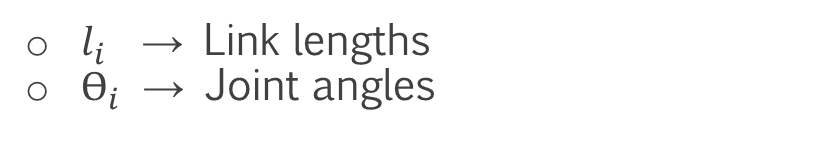 ○ lᵢ → Link lengths
○ θᵢ → Joint angles